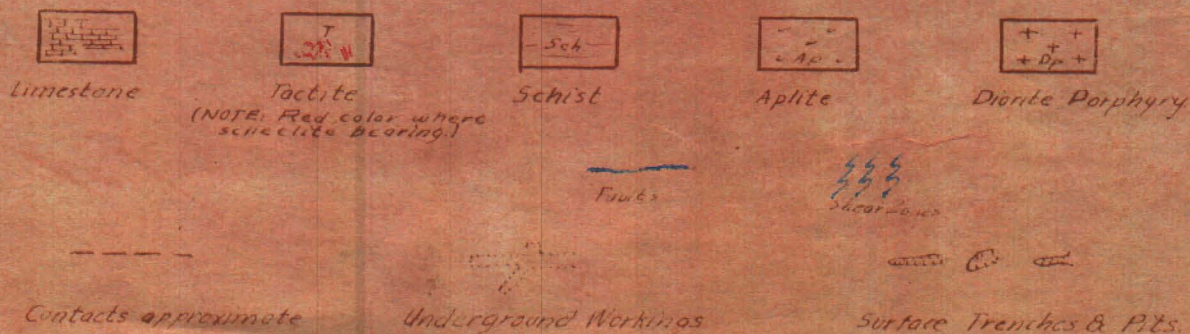 T
Sch
Ap
Dp
Limestone
Tactite
Schist
Aplite
Diorite Porphyry
(NOTE: Red color where
scheelite bearing.)
Faults
Shear Zones
Contacts approximate
Underground Workings
Surface Trenches & Pits